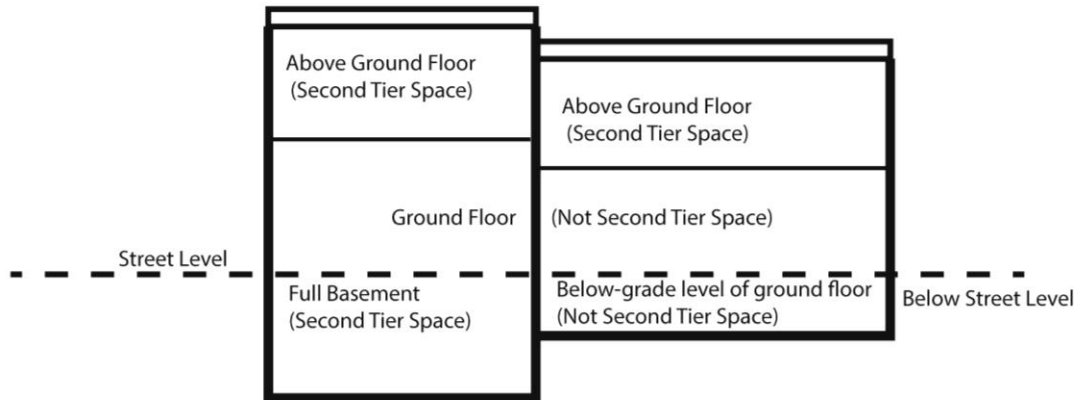 Above Ground Floor
(Second Tier Space)
Above Ground Floor
(Second Tier Space)
Ground Floor (Not Second Tier Space)
Street Level
Full Basement
(Second Tier Space)
Below-grade level of ground floor
(Not Second Tier Space)
Below Street Level